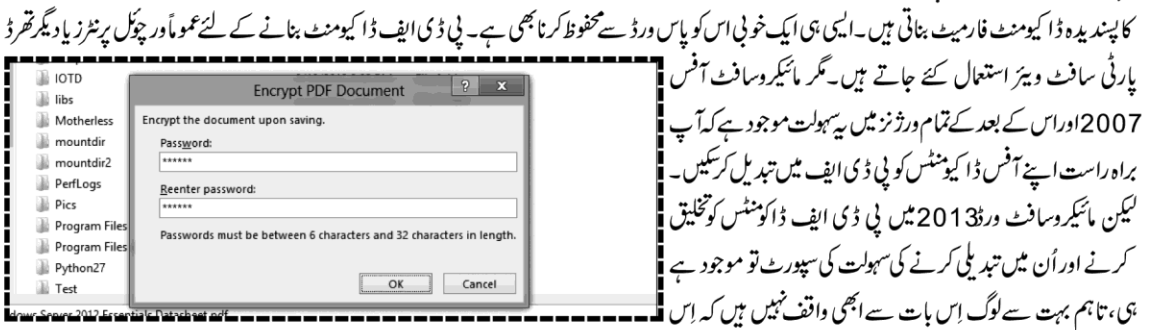 کا پسندیدہ ڈاکیومنٹ فارمیٹ بناتی ہیں۔ ایسی ہی ایک خوبی اس کو پاس ورڈ سے محفوظ کرنا بھی ہے۔ پی ڈی ایف ڈاکیومنٹ بنانے کے لئے عموماً ورچوئل پرنٹرز یا دیگر تھرڈ
پارٹی سافٹ ویئر استعمال کئے جاتے ہیں۔ مگر مائیکروسافٹ آفس
2007 اور اس کے بعد کے تمام ورژنز میں یہ سہولت موجود ہے کہ آپ
براہ راست اپنے آفس ڈاکیومنٹس کو پی ڈی ایف میں تبدیل کرسکیں۔
لیکن مائیکروسافٹ ورڈ 2013 میں پی ڈی ایف ڈاکومنٹس کو تخلیق
کرنے اور اُن میں تبدیلی کرنے کی سہولت کی سپورٹ تو موجود ہے
ہی، تاہم بہت سے لوگ اِس بات سے ابھی واقف نہیں ہیں کہ اِس
IOTD
libs
Motherless
mountdir
mountdir2
PerfLogs
Pics
Program Files
Program Files
Python27
Test
dows Server 2012 Essentials Datasheet.pdf
Encrypt PDF Document
? x
Encrypt the document upon saving.
Password:
******
Reenter password:
******
Passwords must be between 6 characters and 32 characters in length.
OK
Cancel